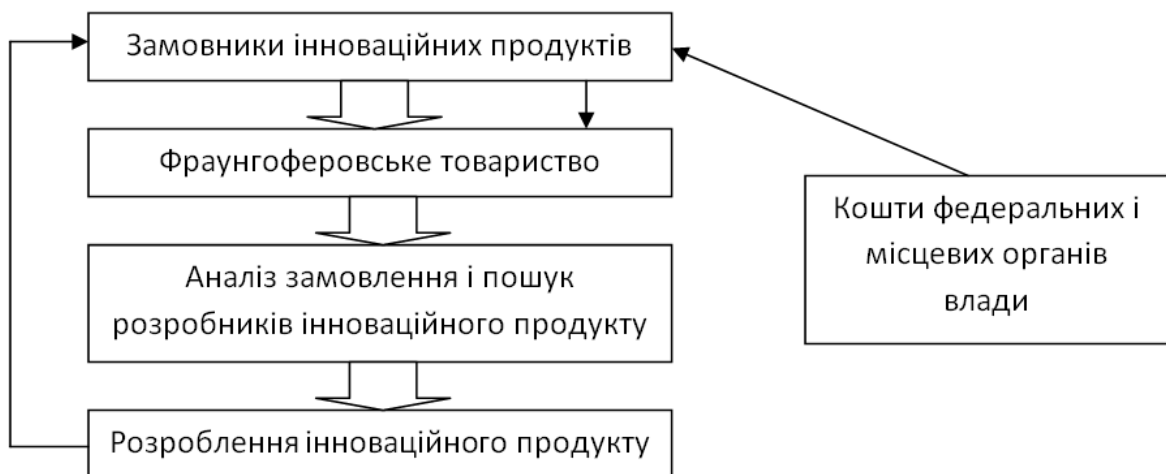 Замовники інноваційних продуктів
Фраунгоферовське товариство
Аналіз замовлення і пошук
розробників інноваційного продукту
Розроблення інноваційного продукту
Кошти федеральних і
місцевих органів
влади